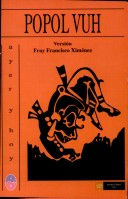 POPOL VUH
Versión
Fray Francisco Ximénez
ayer y hoy